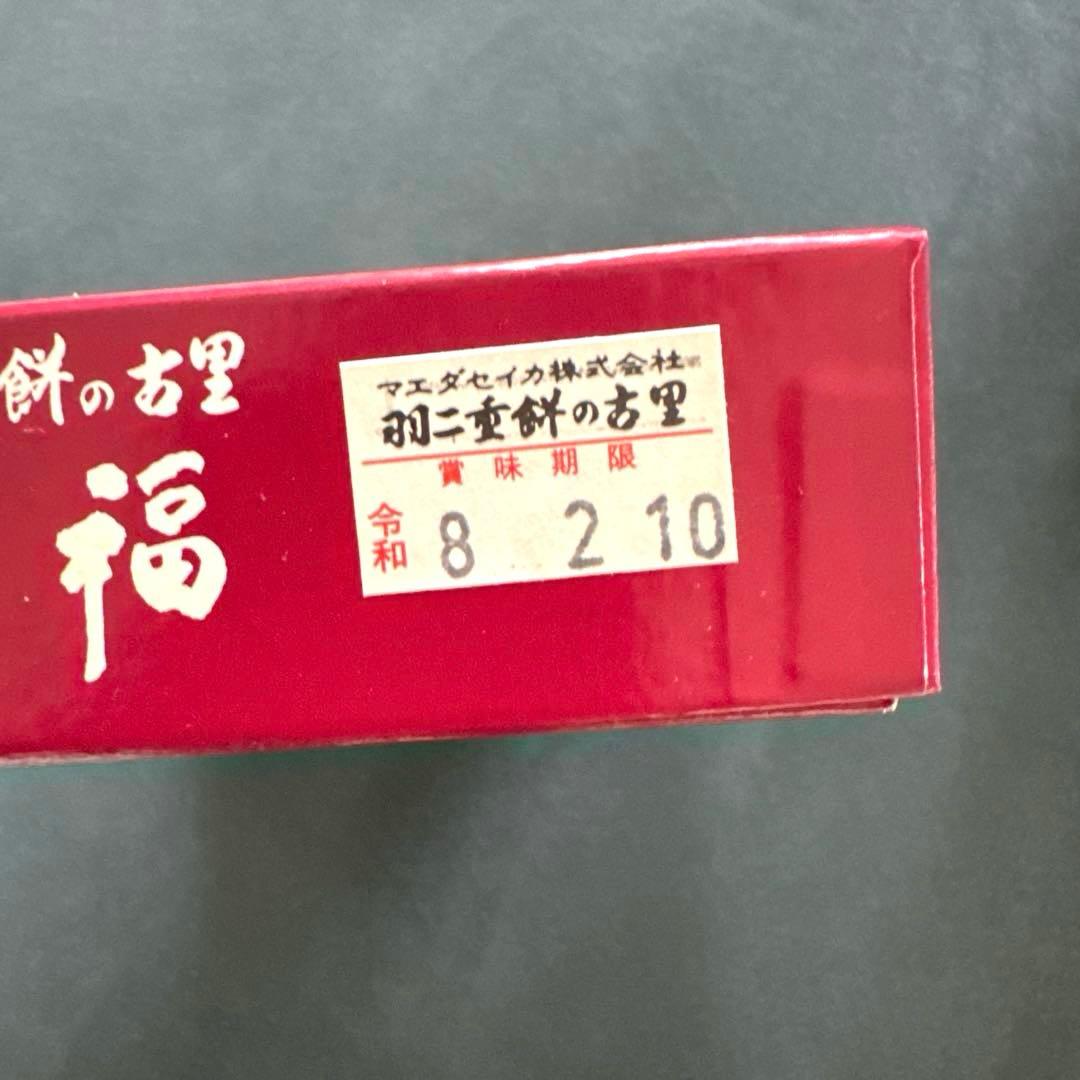 餅の古里
福
マエダセイカ株式会社
羽二重餅の古里
賞味期限
令和 8 2 10